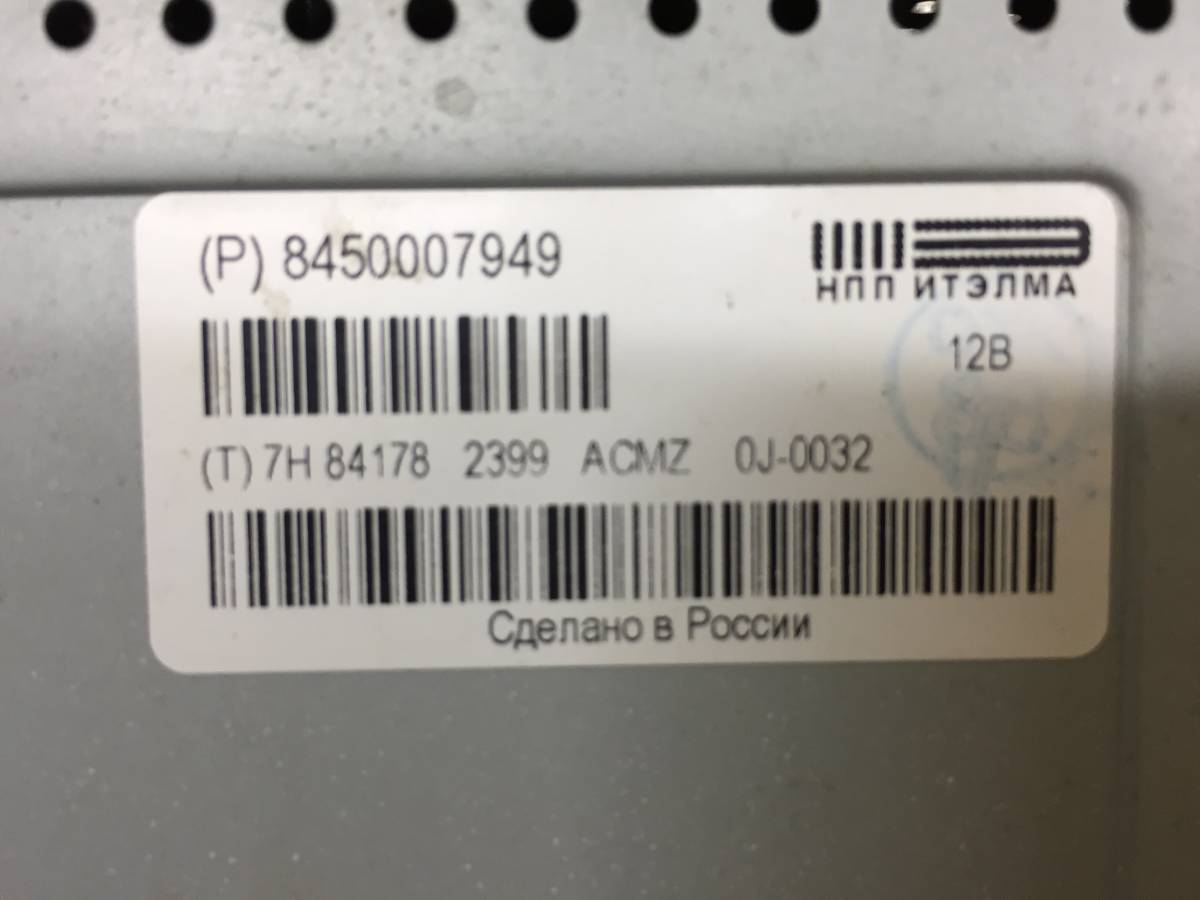 (P) 8450007949
НПП ИТЭЛМА
12В
(T) 7H 84178 2399 ACMZ 0J-0032
Сделано в России